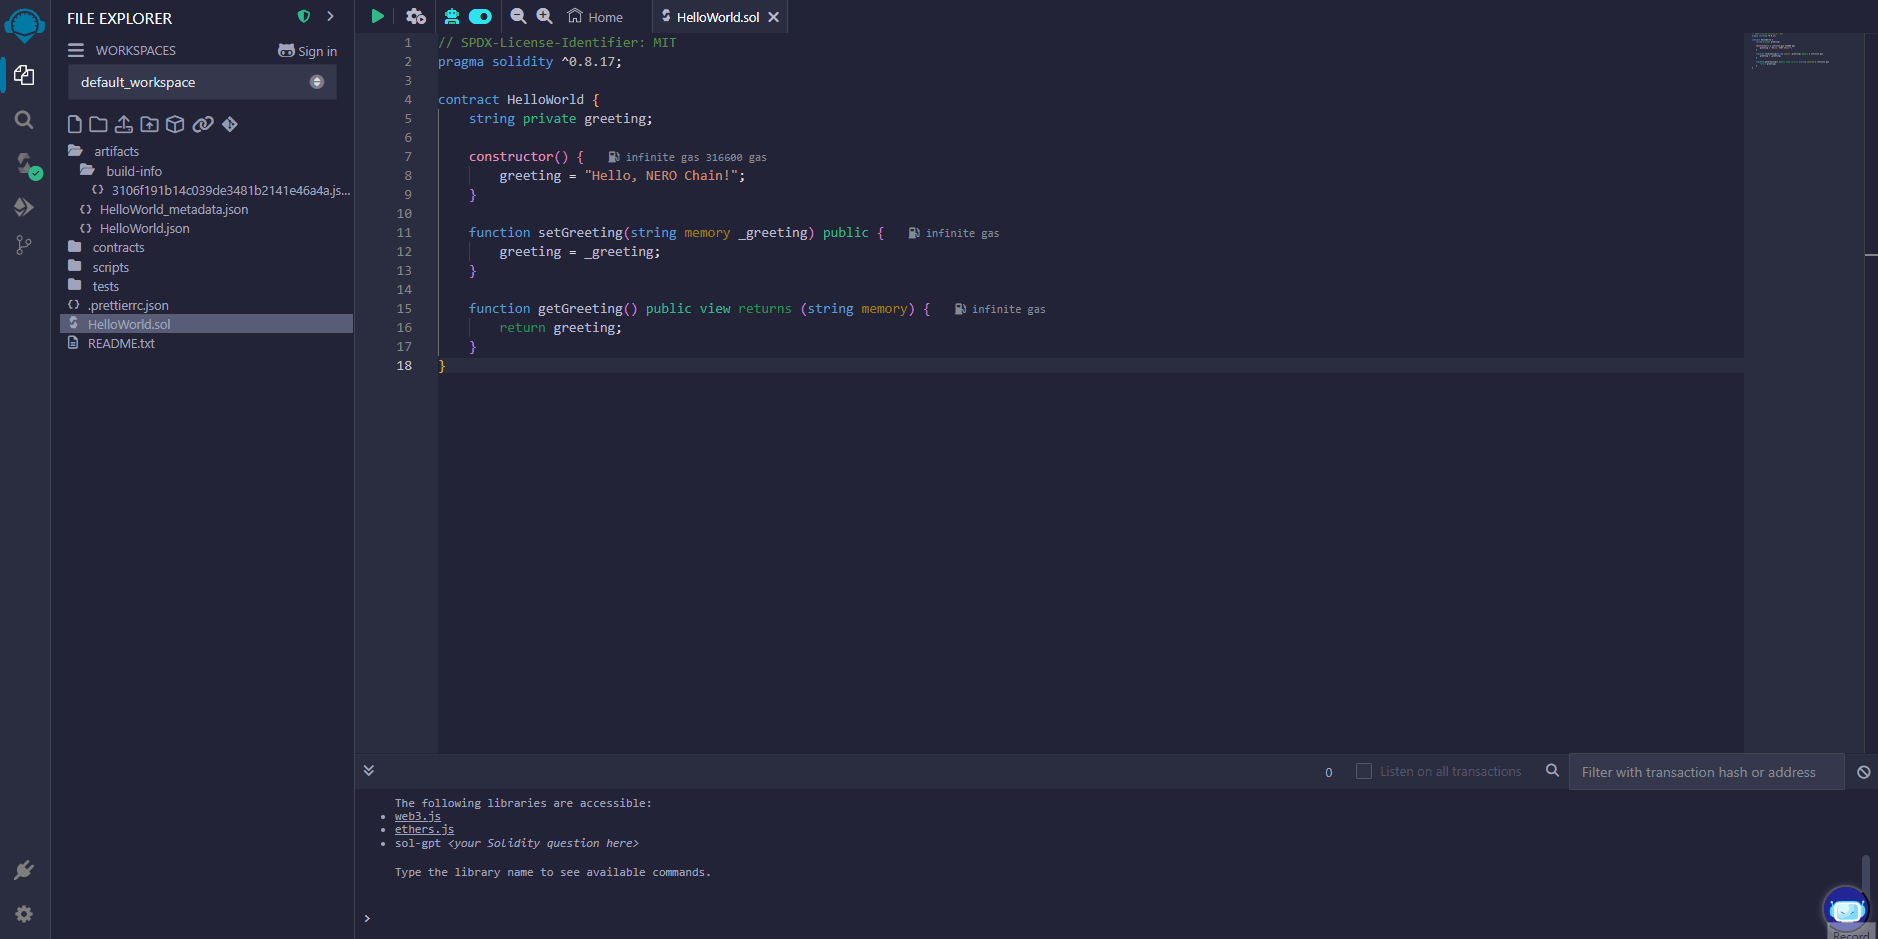 FILE EXPLORER
WORKSPACES
Sign in
default_workspace
artifacts
build-info
3106f191b14c039de3481b2141e46a4a.js...
HelloWorld_metadata.json
HelloWorld.json
contracts
scripts
tests
.prettierrc.json
HelloWorld.sol
README.txt
Home
HelloWorld.sol
1 // SPDX-License-Identifier: MIT
2 pragma solidity ^0.8.17;
3
4 contract HelloWorld {
5 string private greeting;
6
7 constructor() { infinite gas 316600 gas
8 greeting = "Hello, NERO Chain!";
9 }
10
11 function setGreeting(string memory _greeting) public { infinite gas
12 greeting = _greeting;
13 }
14
15 function getGreeting() public view returns (string memory) { infinite gas
16 return greeting;
17 }
18 }
0
Listen on all transactions
Filter with transaction hash or address
The following libraries are accessible:
• web3.js
• ethers.js
• sol-gpt <your Solidity question here>
Type the library name to see available commands.
>
Record